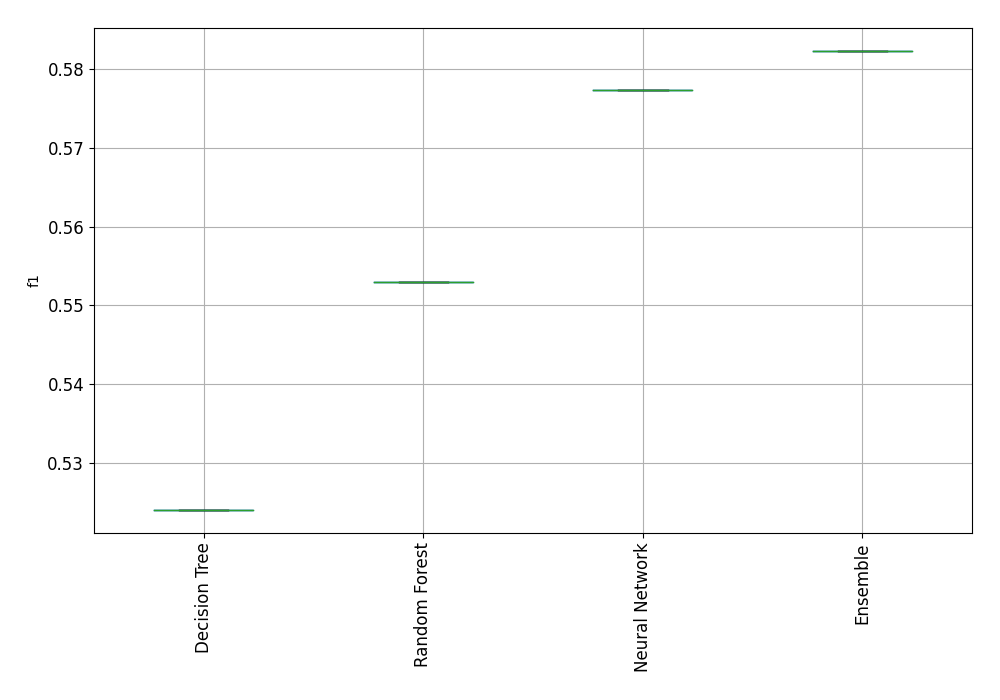 0.58
0.57
0.56
0.55
0.54
0.53
f1
Decision Tree
Random Forest
Neural Network
Ensemble